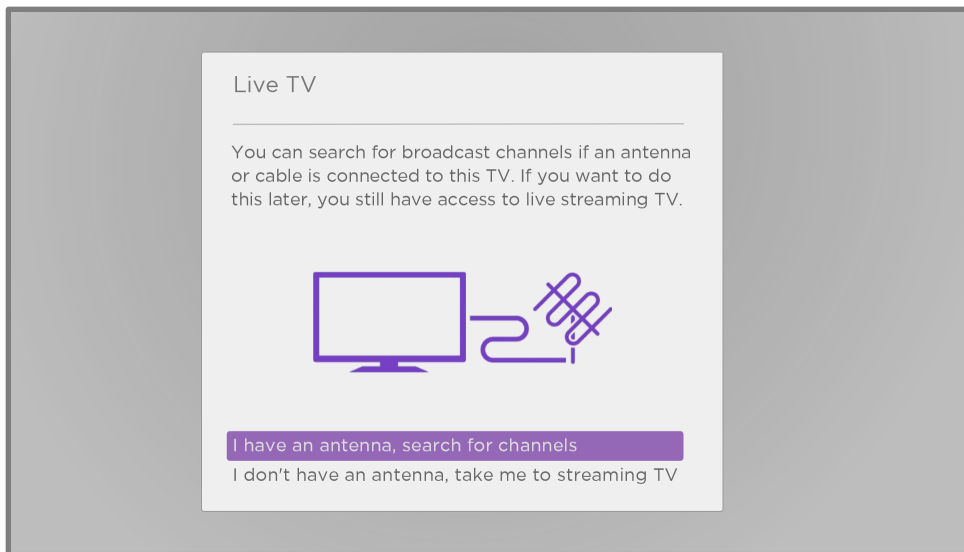 Live TV
You can search for broadcast channels if an antenna
or cable is connected to this TV. If you want to do
this later, you still have access to live streaming TV.
I have an antenna, search for channels
I don't have an antenna, take me to streaming TV